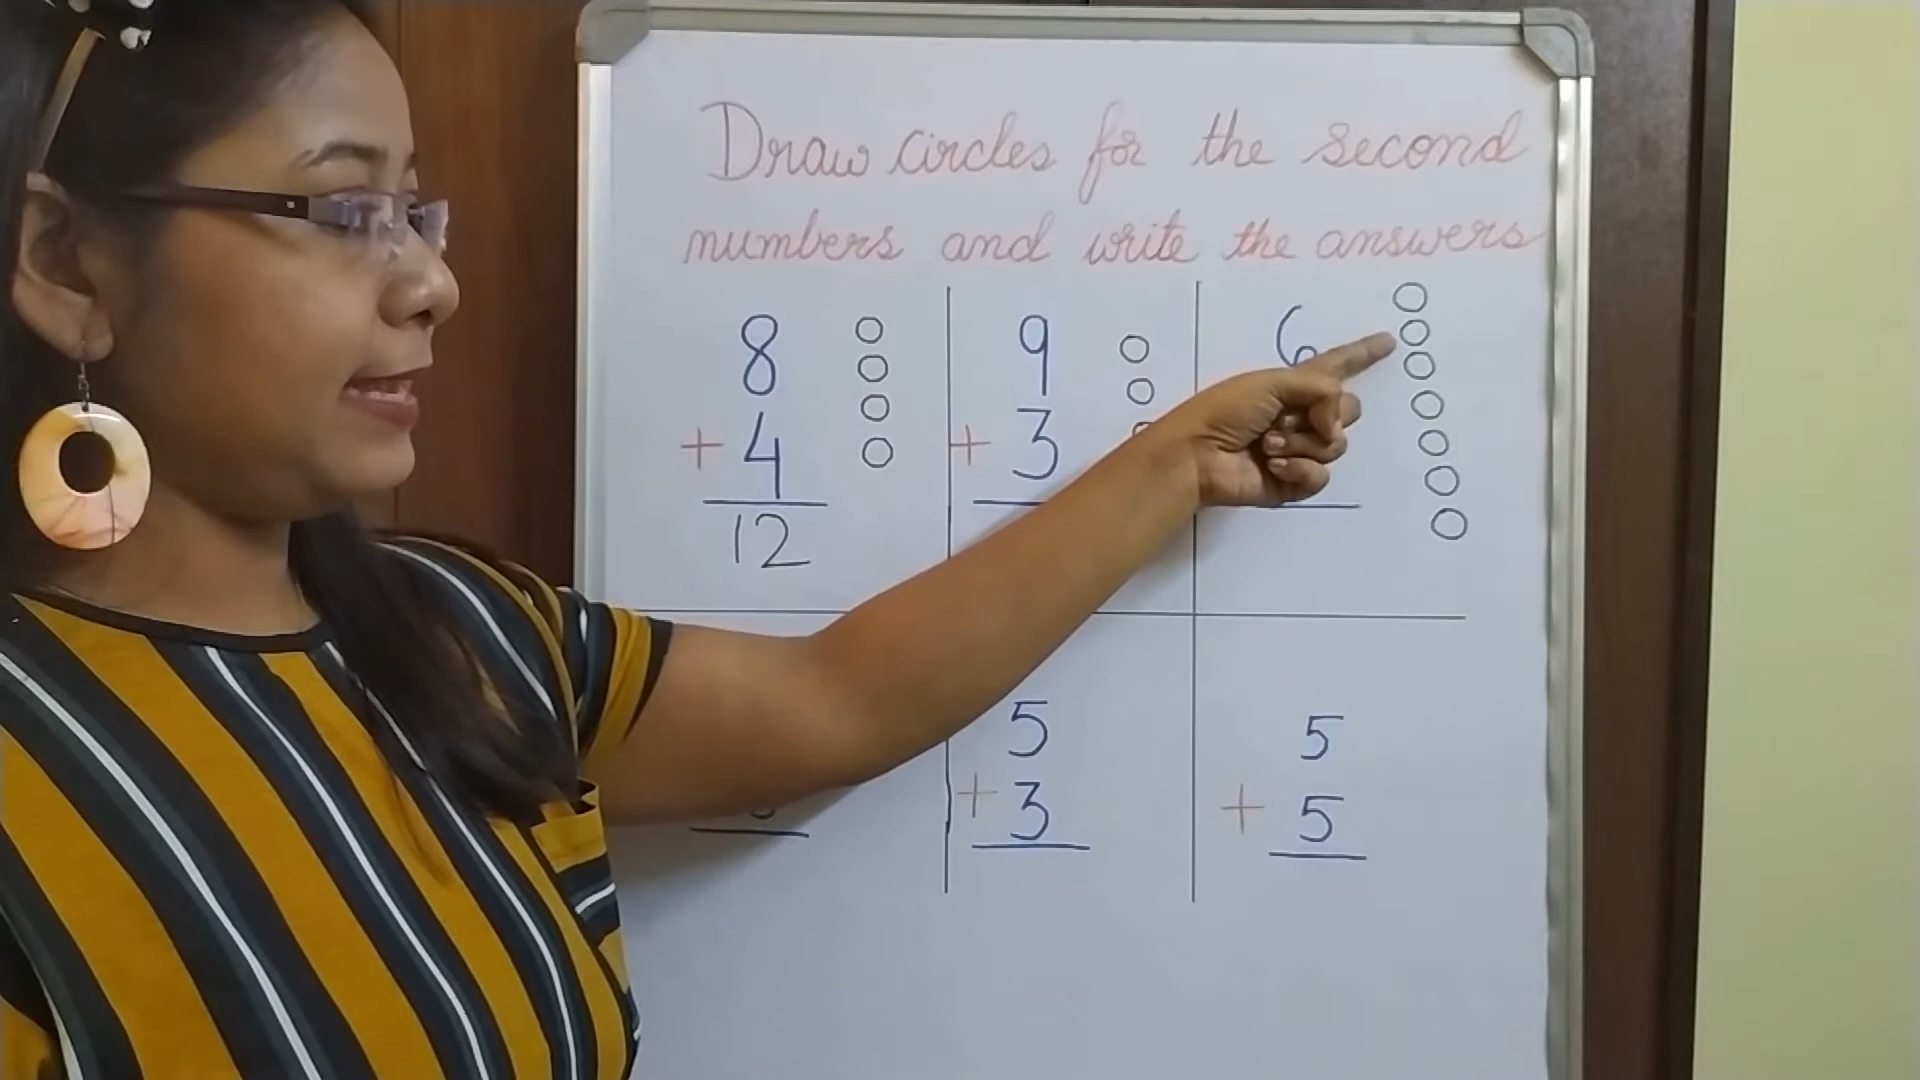 Draw circles for the second
numbers and write the answers
8 9 6
+ 4 + 3
12
5 5
+ 3 + 5